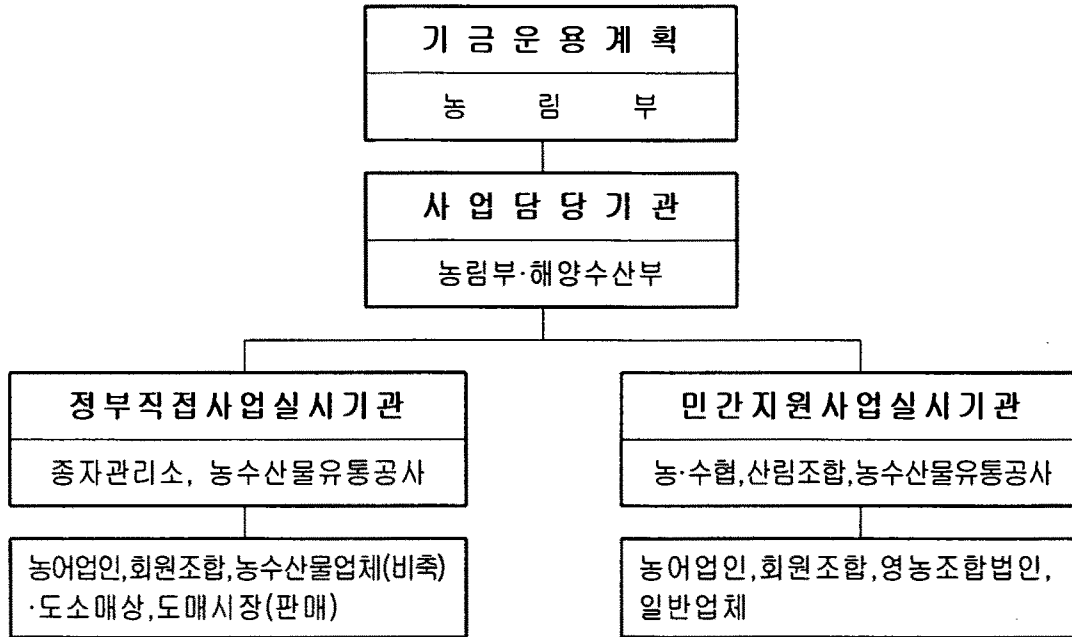 기금운용계획
농 림 부
사업담당기관
농림부·해양수산부
정부직접사업실시기관
종자관리소, 농수산물유통공사
농어업인,회원조합,농수산물업체(비축)
·도소매상,도매시장(판매)
민간지원사업실시기관
농·수협,산림조합,농수산물유통공사
농어업인,회원조합,영농조합법인,
일반업체